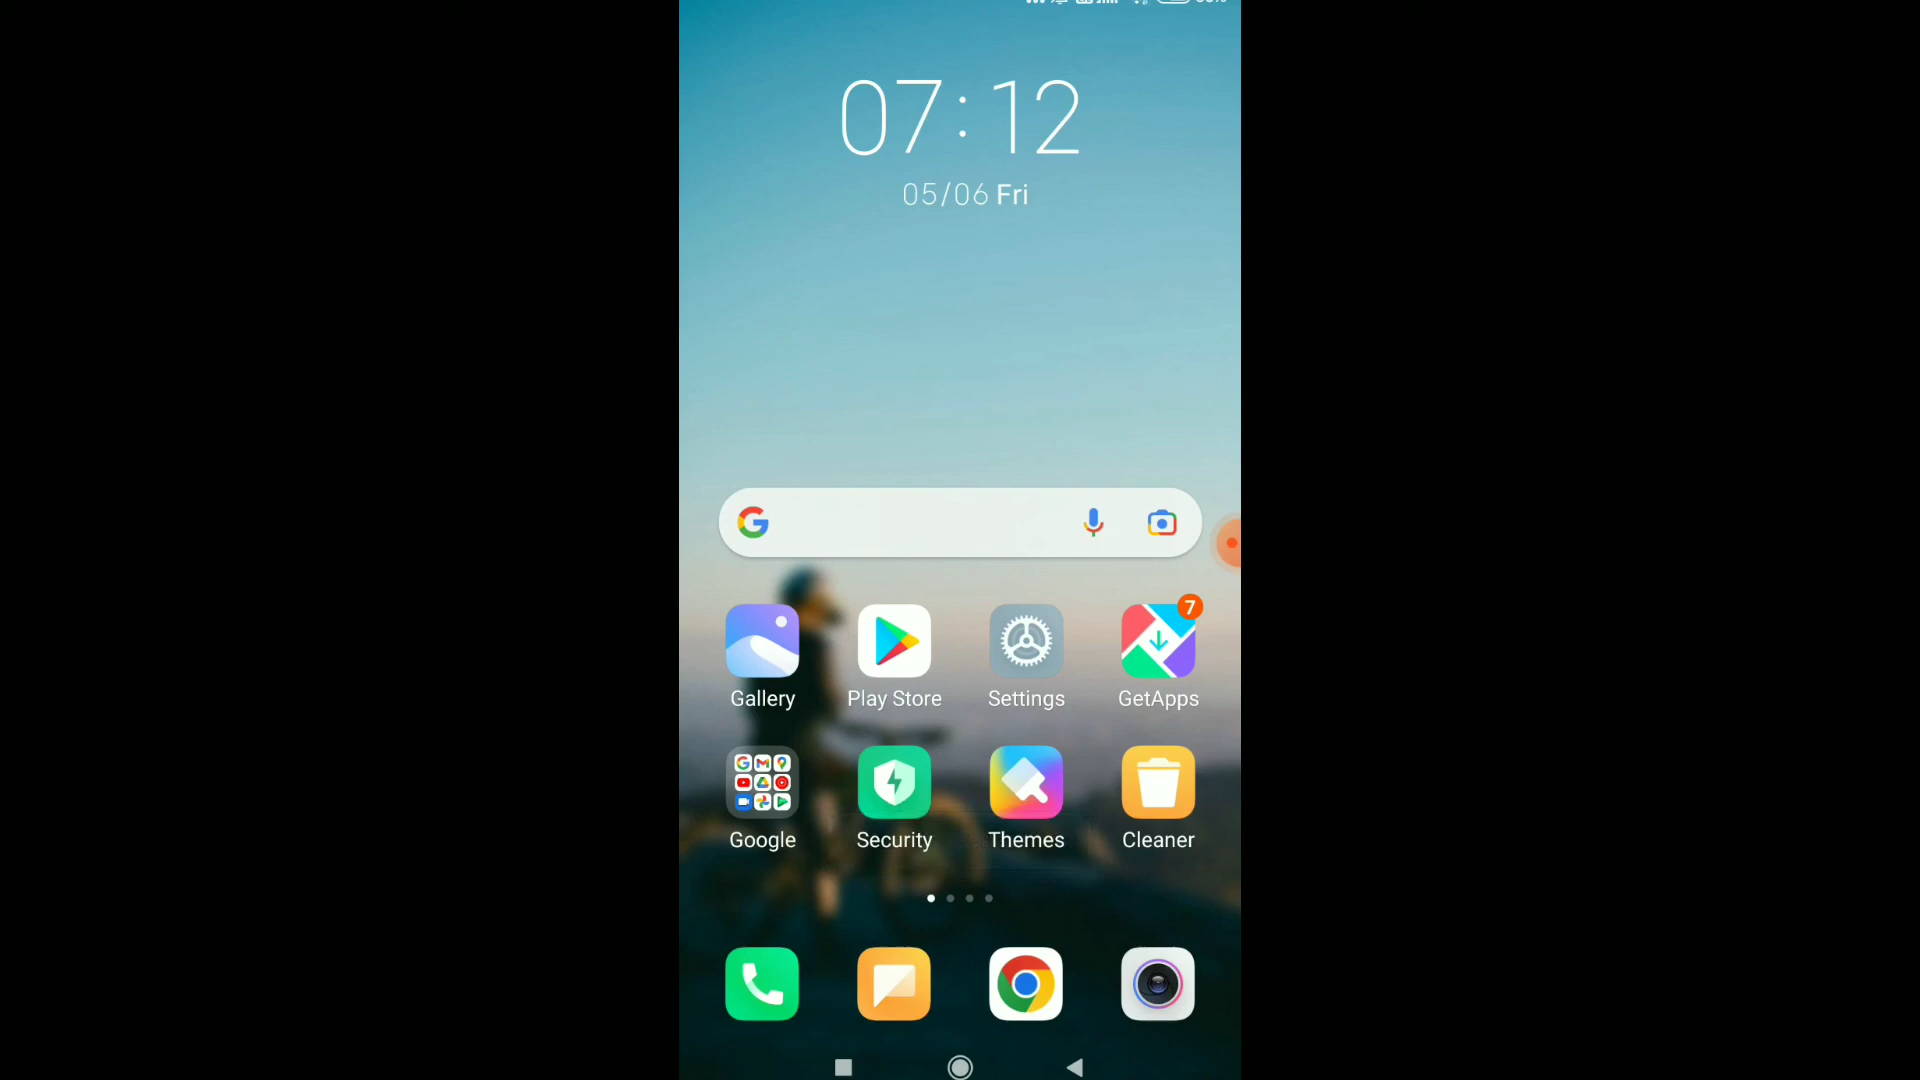 07:12
05/06 Fri
Gallery
Play Store
Settings
7
GetApps
Google
Security
Themes
Cleaner